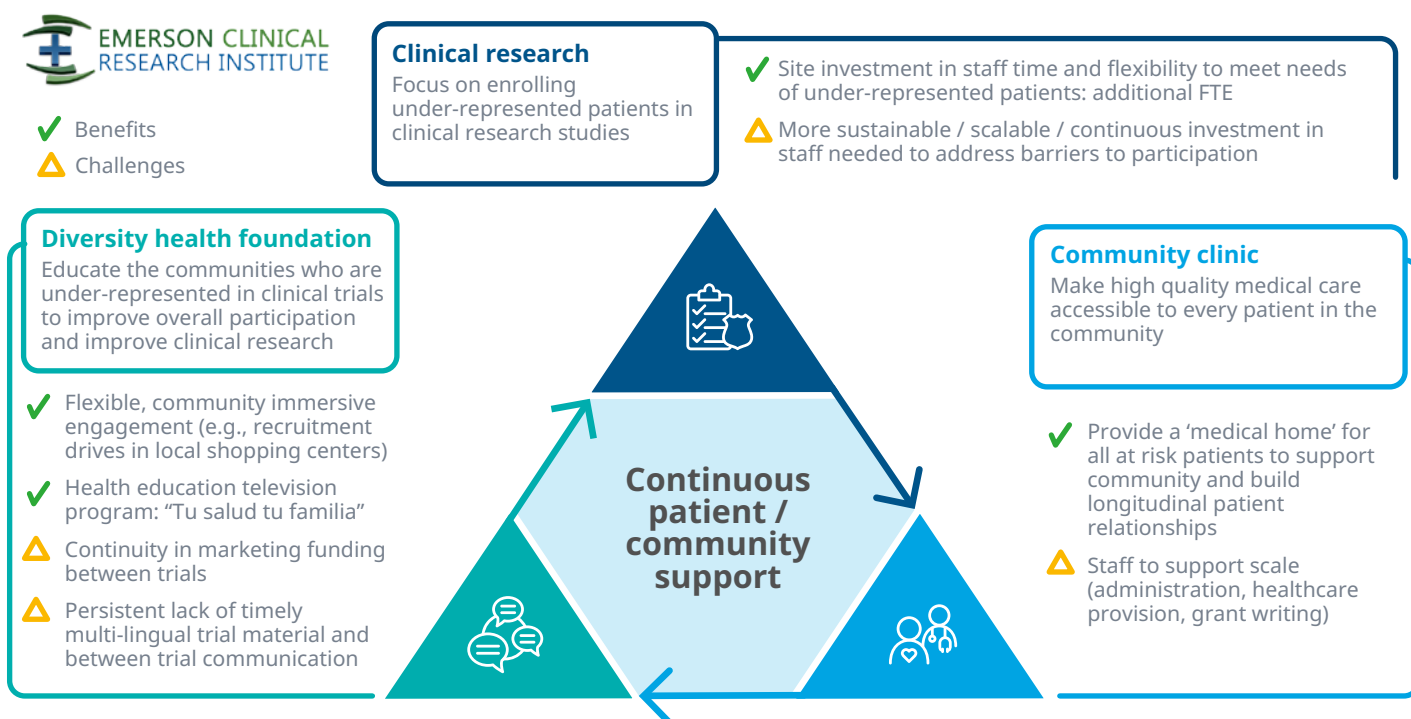 EMERSON CLINICAL
RESEARCH INSTITUTE
Benefits
Challenges
Clinical research
Focus on enrolling
under-represented patients in
clinical research studies
Site investment in staff time and flexibility to meet needs
of under-represented patients: additional FTE
More sustainable / scalable / continuous investment in
staff needed to address barriers to participation
Diversity health foundation
Educate the communities who are
under-represented in clinical trials
to improve overall participation
and improve clinical research
Flexible, community immersive
engagement (e.g., recruitment
drives in local shopping centers)
Health education television
program: “Tu salud tu familia”
Continuity in marketing funding
between trials
Persistent lack of timely
multi-lingual trial material and
between trial communication
Continuous
patient /
community
support
Community clinic
Make high quality medical care
accessible to every patient in the
community
Provide a ‘medical home’ for
all at risk patients to support
community and build
longitudinal patient
relationships
Staff to support scale
(administration, healthcare
provision, grant writing)